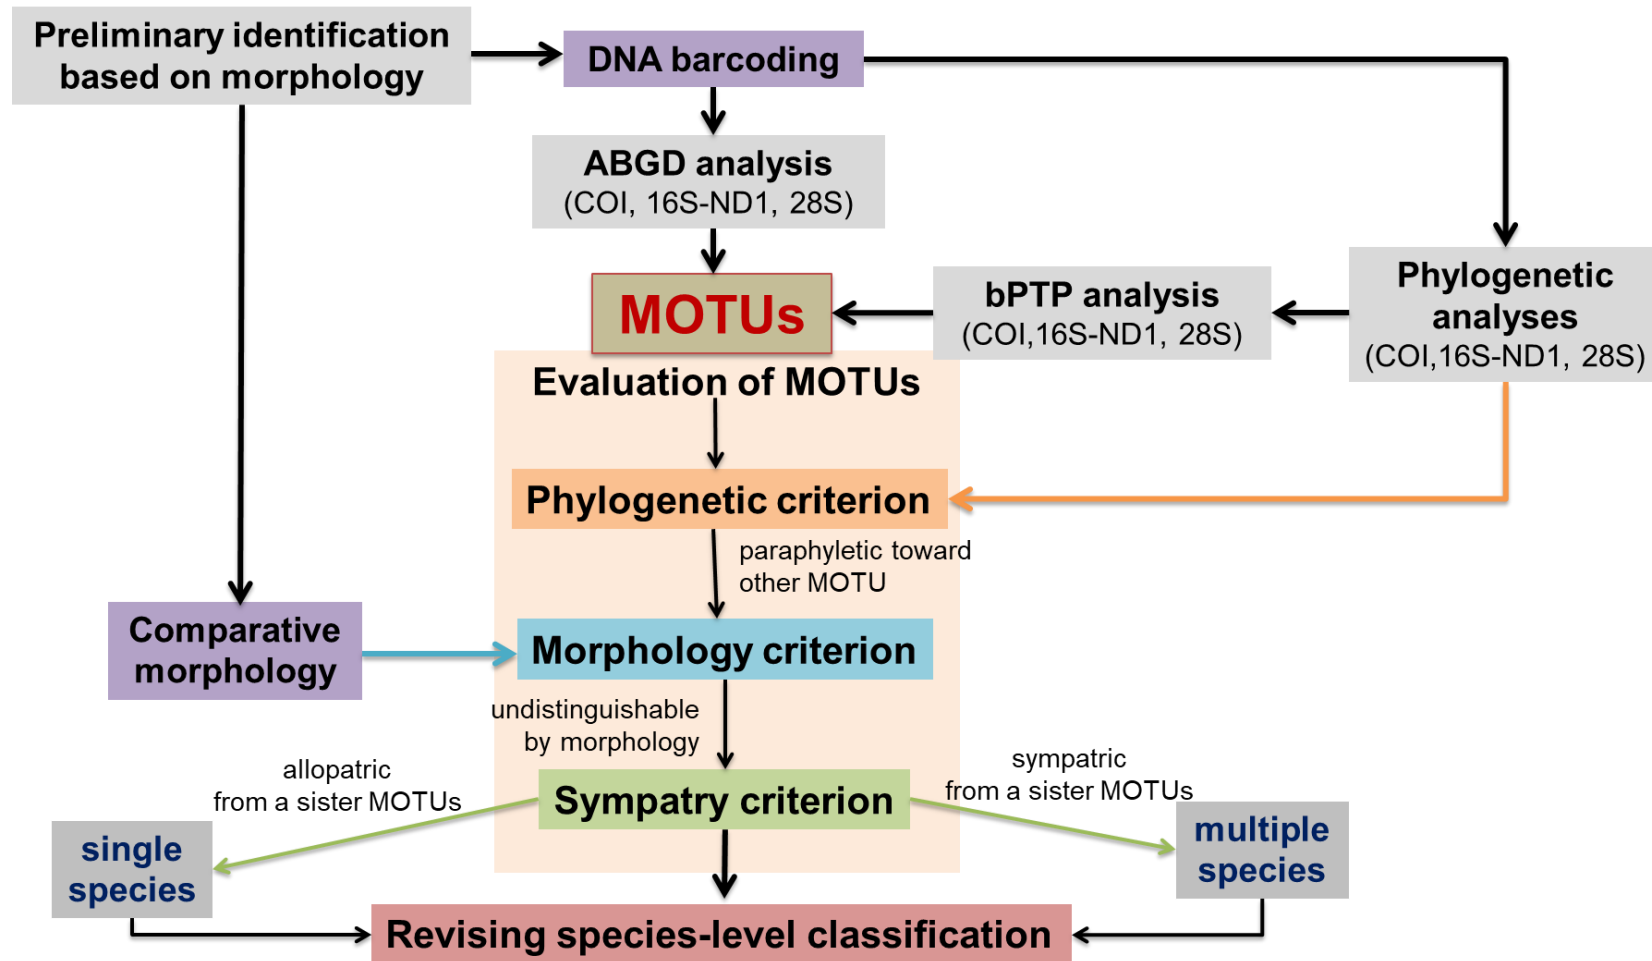 Preliminary identification
based on morphology
DNA barcoding
ABGD analysis
(COI, 16S-ND1, 28S)
MOTUs
bPTP analysis
(COI,16S-ND1, 28S)
Phylogenetic
analyses
(COI,16S-ND1, 28S)
Evaluation of MOTUs
Phylogenetic criterion
paraphyletic toward
other MOTU
Comparative
morphology
Morphology criterion
undistinguishable
by morphology
allopatric
from a sister MOTUs
Sympatry criterion
sympatric
from a sister MOTUs
single
species
multiple
species
Revising species-level classification